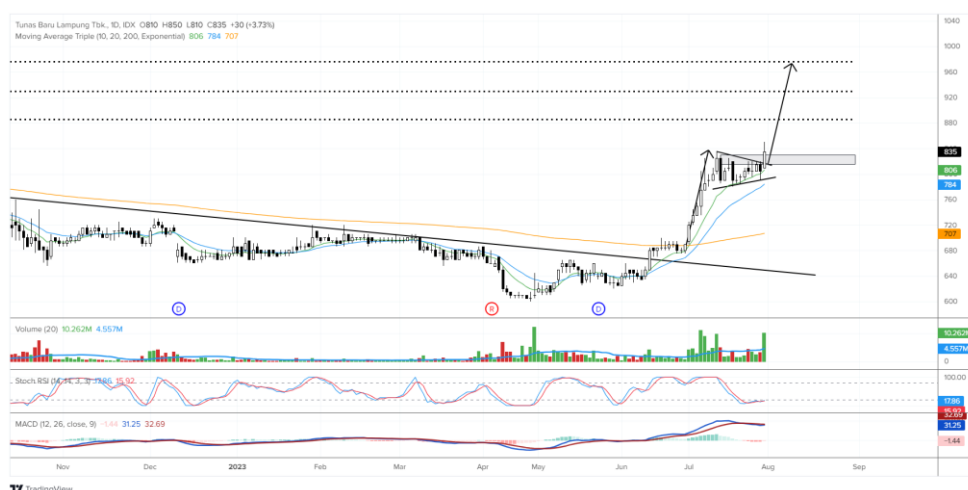 Tunas Baru Lampung Tbk., 1D, IDX O810 H850 L810 C835 +30 (+3.73%)
Moving Average Triple (10, 20, 200, Exponential) 806 784 707
1040
1000
960
920
880
835
806
784
760
720
707
680
640
600
D
R
D
Volume (20) 10.262M 4.557M
10.262M
4.557M
Stoch RSI (14, 14, 3, 3) 17.86 15.92
100.00
17.86
15.92
MACD (12, 26, close, 9) -1.44 31.25 32.69
32.69
31.25
-1.44
Nov Dec 2023 Feb Mar Apr May Jun Jul Aug Sep
TradingView